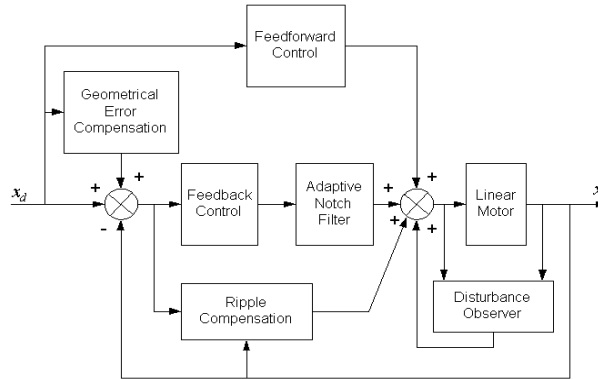 Feedforward
Control
Geometrical
Error
Compensation
+
+
x_d
+
-
Feedback
Control
Adaptive
Notch
Filter
+
+
+
+
Linear
Motor
x
Ripple
Compensation
Disturbance
Observer